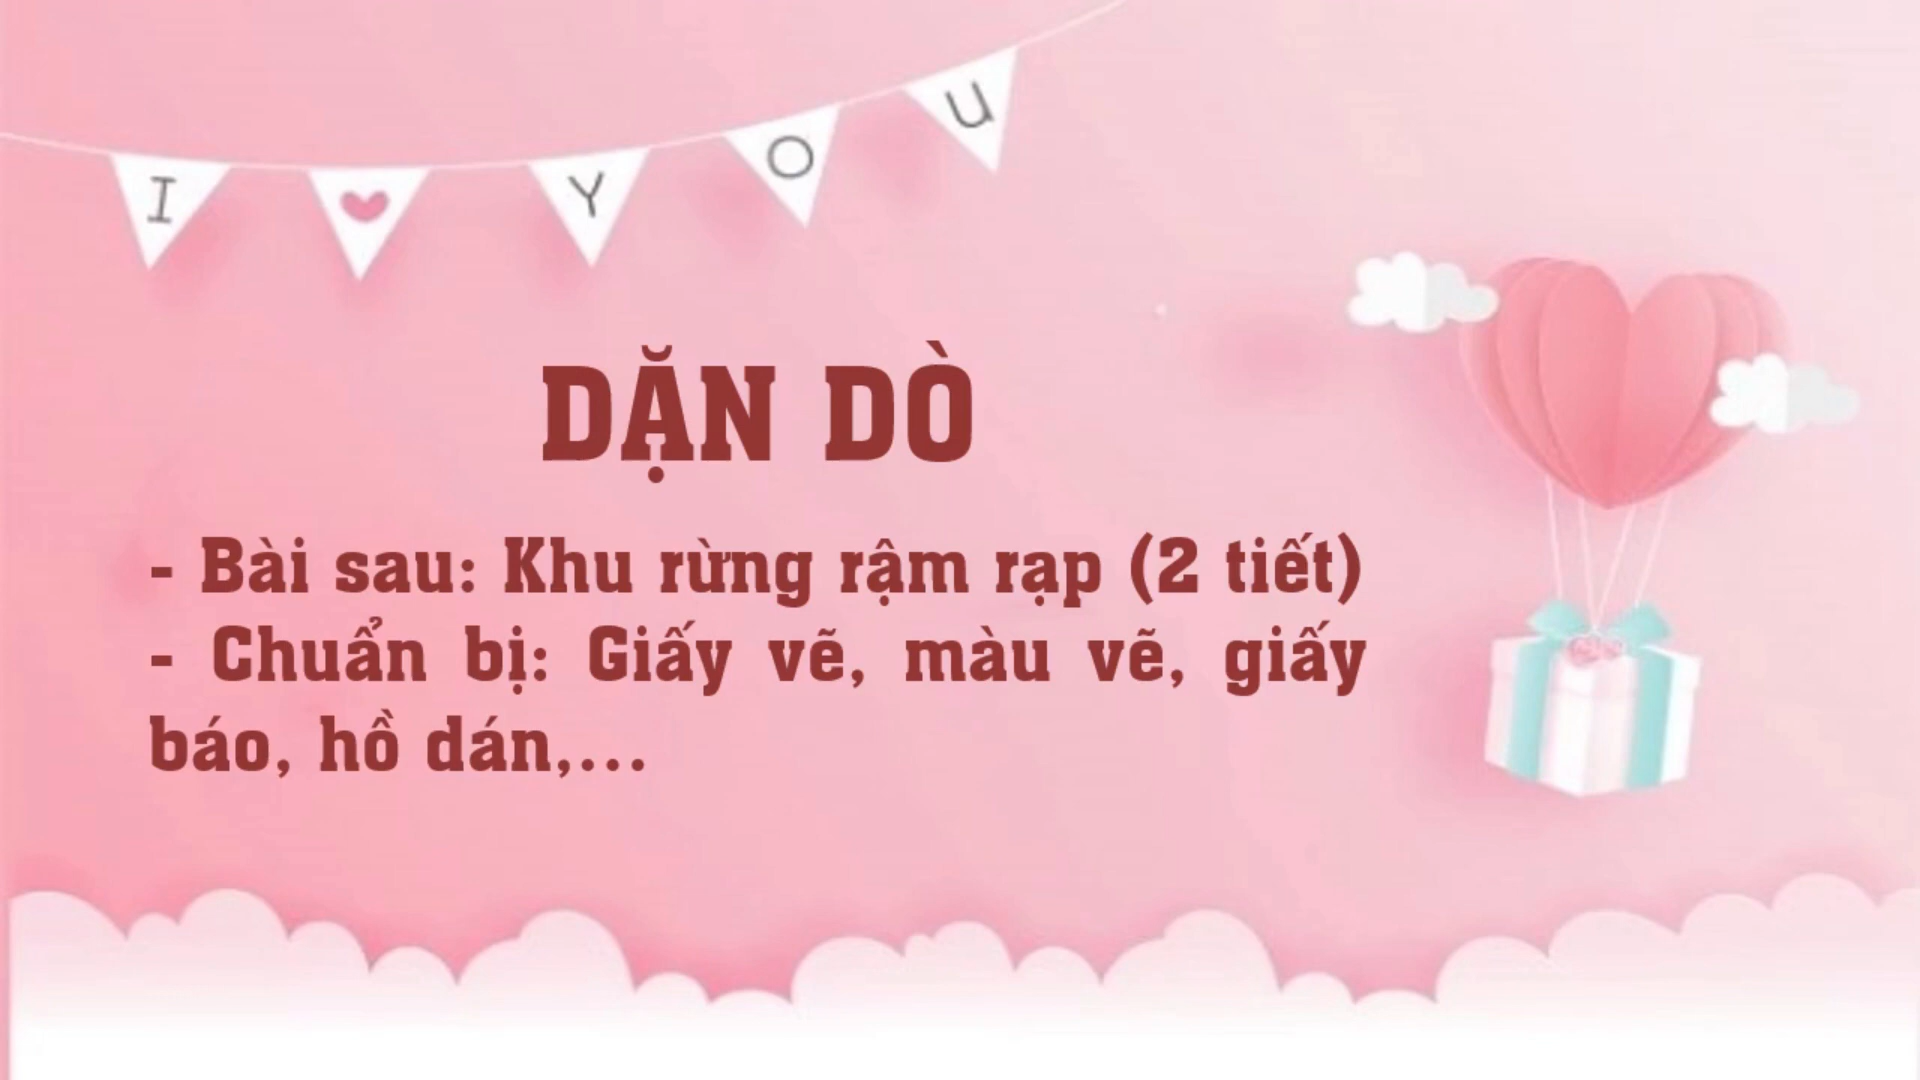 I ❤ Y O U
DẶN DÒ
- Bài sau: Khu rừng rậm rạp (2 tiết)
- Chuẩn bị: Giấy vẽ, màu vẽ, giấy
báo, hồ dán,...